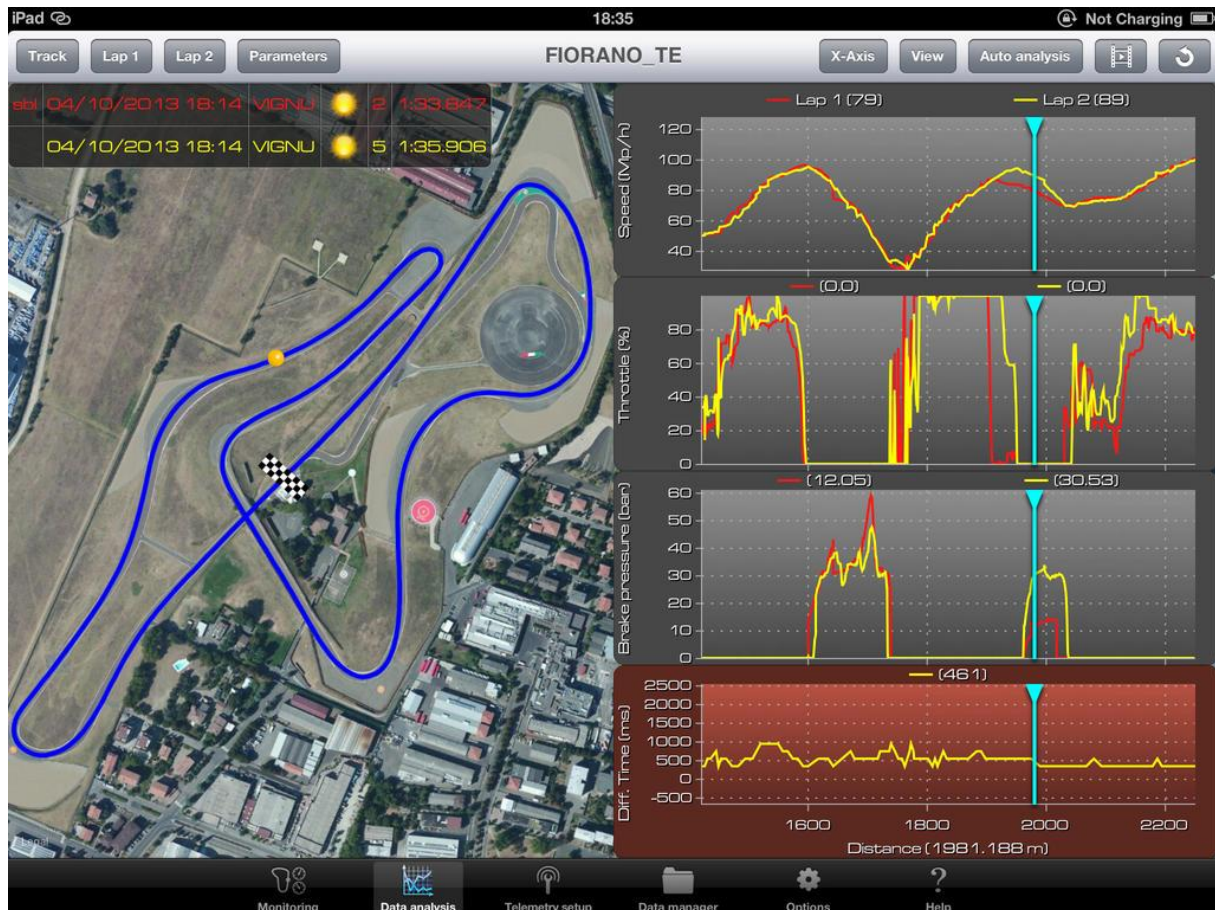 iPad 18:35 Not Charging
Track Lap 1 Lap 2 Parameters FIORANO_TE X-Axis View Auto analysis
sbl 04/10/2013 18:14 VIGNU 2 1:33.847
04/10/2013 18:14 VIGNU 5 1:35.906
Lap 1 (79) Lap 2 (89)
Speed (Mp/h)
120
100
80
60
40
(0.0) (0.0)
Throttle (%)
80
60
40
20
0
(12.05) (30.53)
Brake pressure (bar)
60
50
40
30
20
10
0
(461)
Diff. Time (ms)
2500
2000
1500
1000
500
0
-500
1600 1800 2000 2200
Distance (1981.188 m)
Legal
Monitoring Data analysis Telemetry setup Data manager Options Help